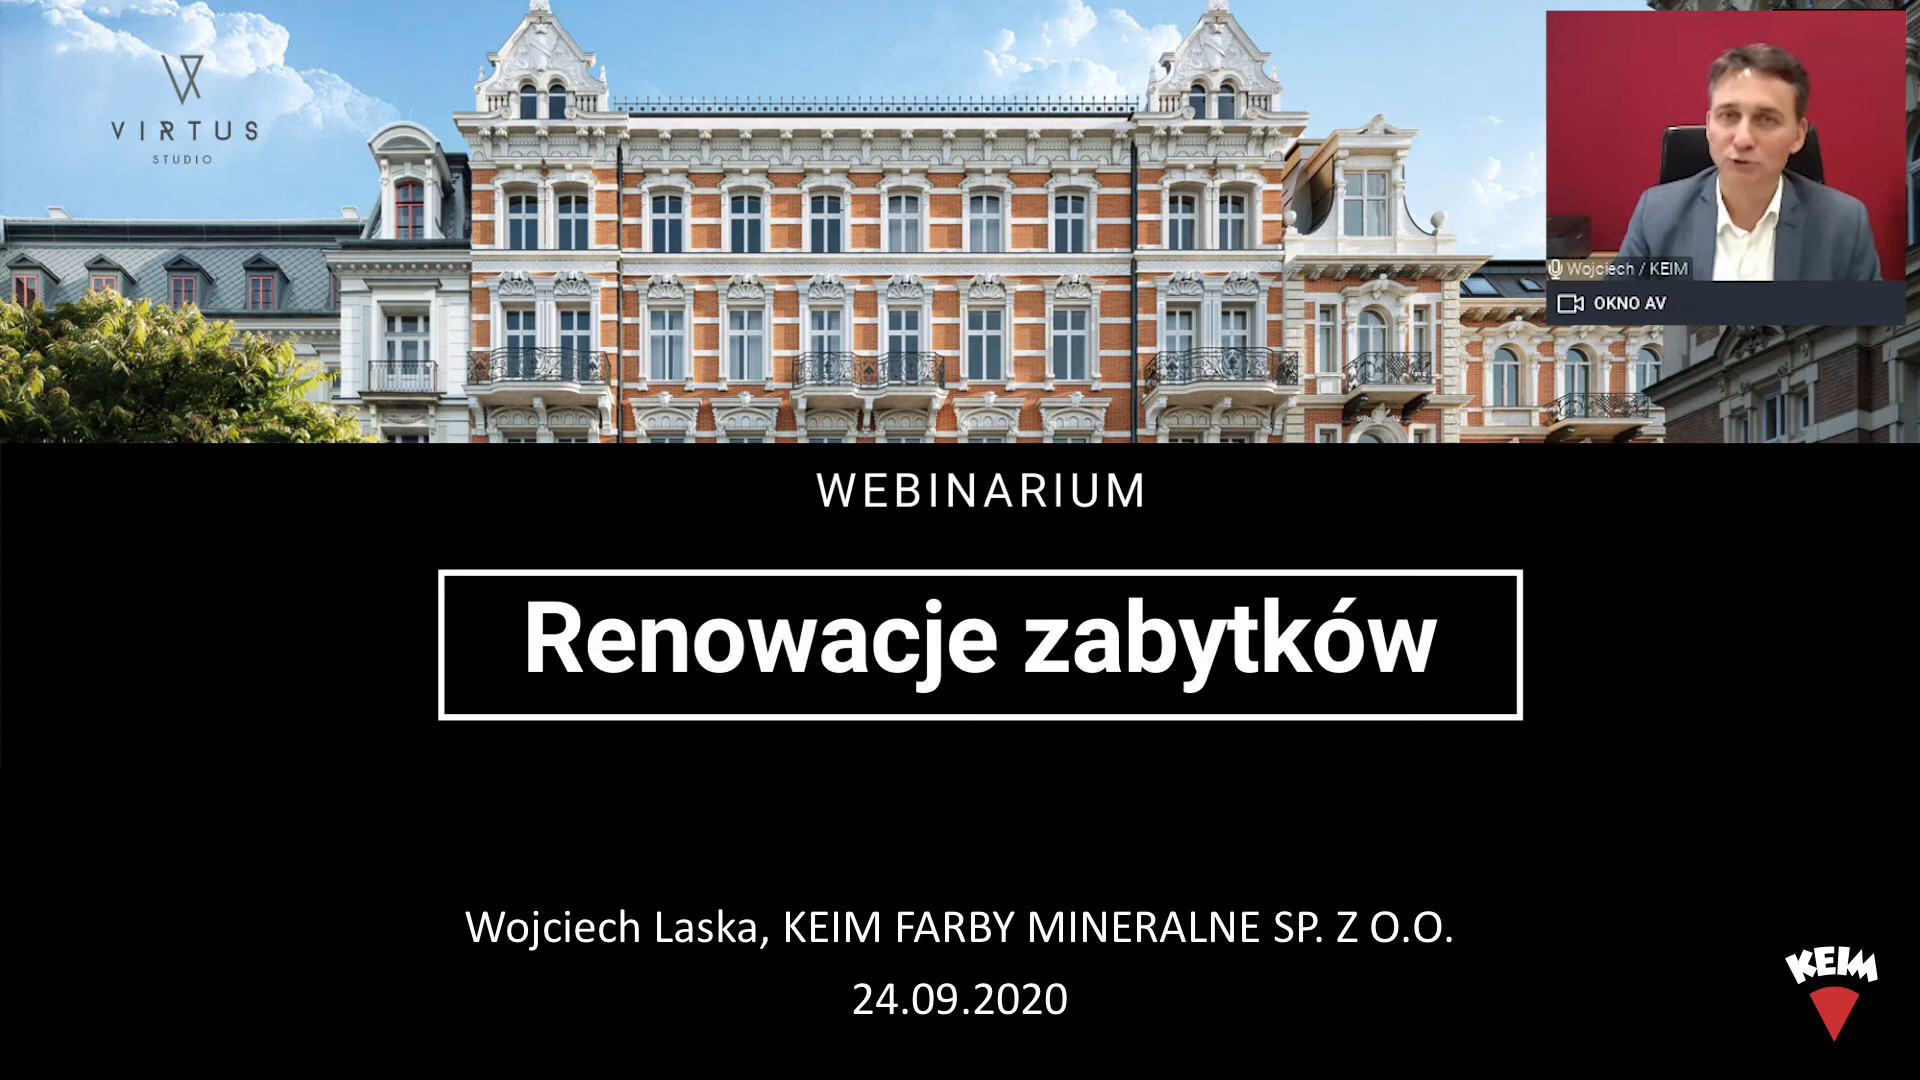 VIRTUS
STUDIO
Wojciech / KEIM
OKNO AV
WEBINARIUM
Renowacje zabytków
Wojciech Laska, KEIM FARBY MINERALNE SP. Z O.O.
24.09.2020
KEIM